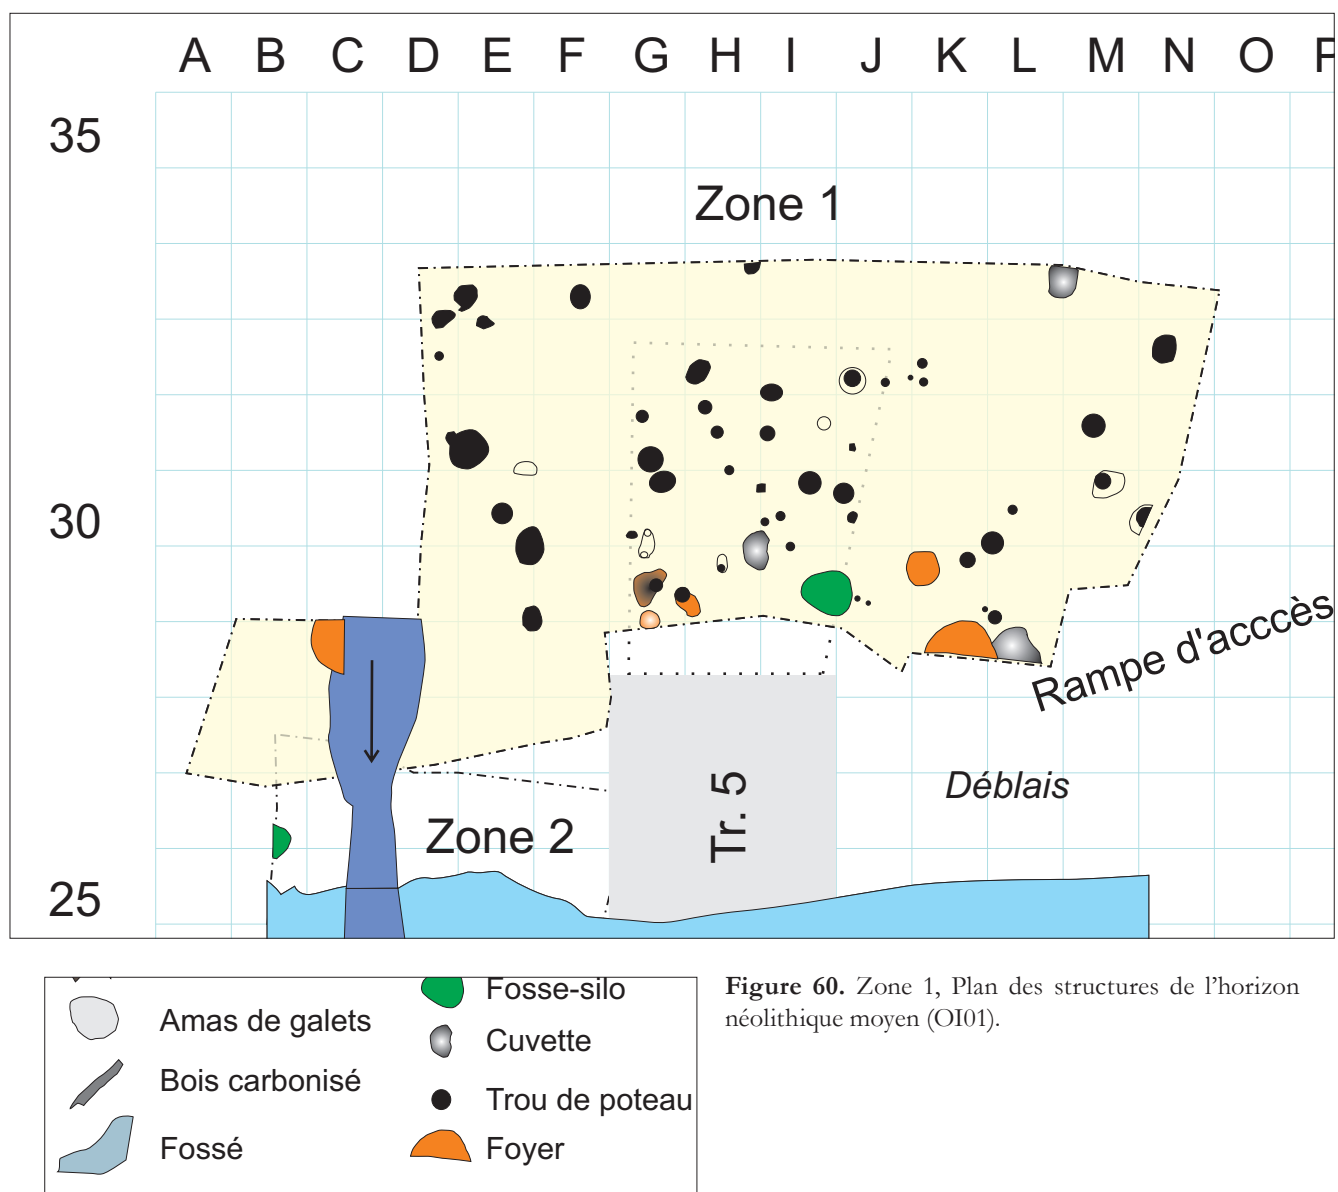 A B C D E F G H I J K L M N O P
35
Zone 1
30
Rampe d'acccès
Tr. 5
Déblais
Zone 2
25
Amas de galets
Bois carbonisé
Fossé
Fosse-silo
Cuvette
Trou de poteau
Foyer
Figure 60. Zone 1, Plan des structures de l'horizon
néolithique moyen (OI01).